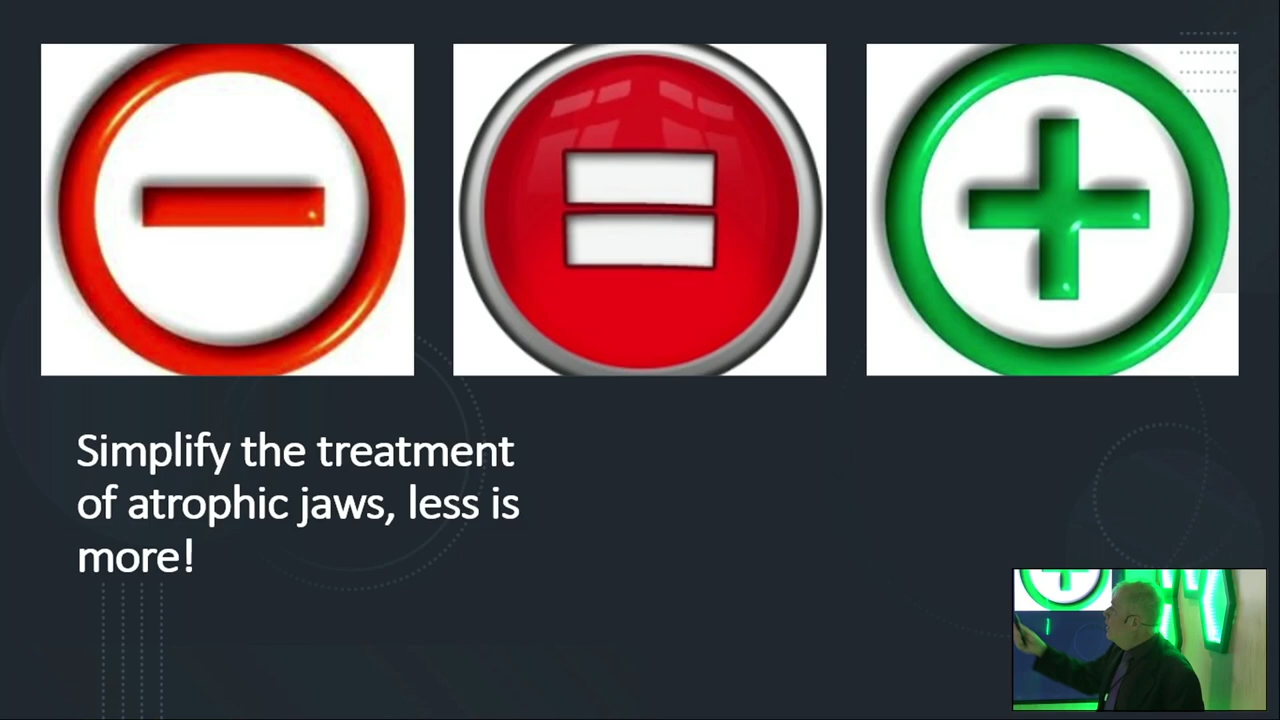 Simplify the treatment
of atrophic jaws, less is
more!